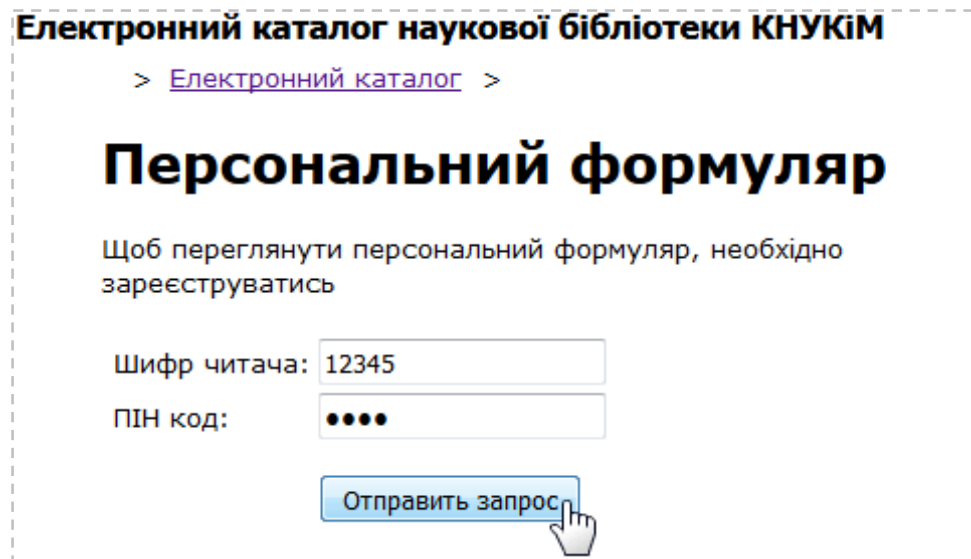 Електронний каталог наукової бібліотеки КНУКіМ
> Електронний каталог >
Персональний формуляр
Щоб переглянути персональний формуляр, необхідно
зареєструватись
Шифр читача: 12345
ПІН код: ••••
Отправить запрос